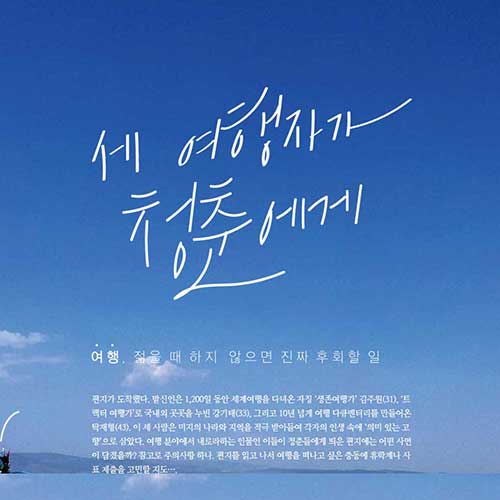 세 여행자가
청춘에게
여행, 젊을 때 하지 않으면 진짜 후회할 일
편지가 도착했다. 발신인은 1,200일 동안 세계여행을 다녀온 자칭 '생존여행가' 김주원(31), '트
랙터 여행가'로 국내외 곳곳을 누빈 강기태(33), 그리고 10년 넘게 여행 다큐멘터리를 만들어온
탁재형(43). 이 세 사람은 미지의 나라와 지역을 적극 받아들여 각자의 인생 속에 '의미 있는 고
향'으로 삼았다. 여행 분야에서 내로라하는 인물인 이들이 청춘들에게 띄운 편지에는 어떤 사연
이 담겼을까? 참고로 주의사항 하나. 편지를 읽고 나서 여행을 떠나고 싶은 충동에 휴학계나 사
표 제출을 고민할 지도….